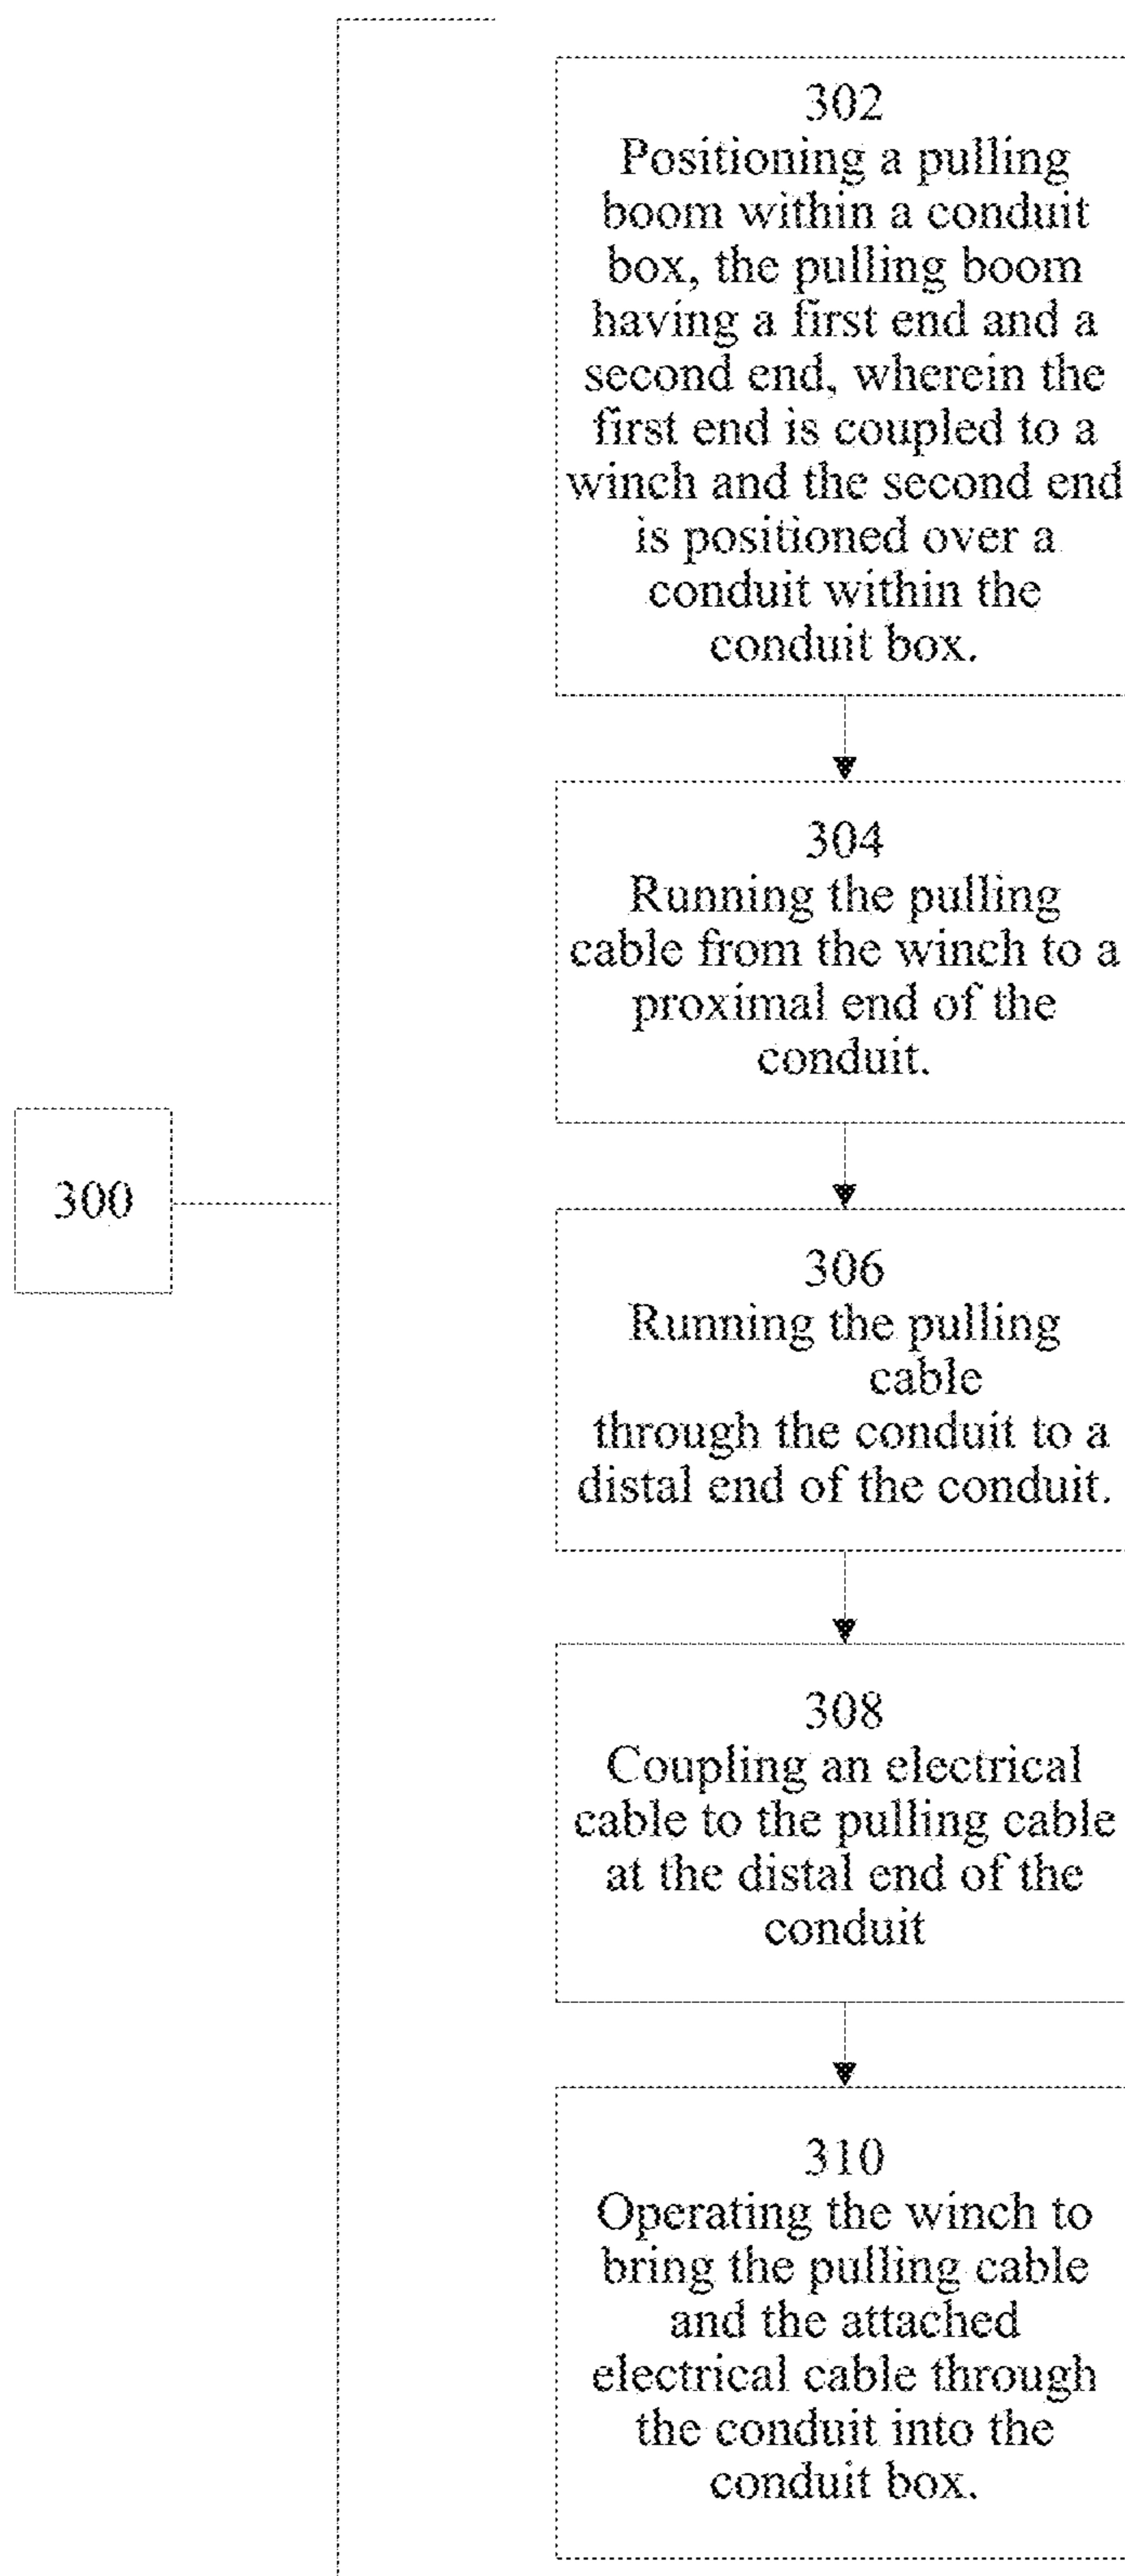 302
Positioning a pulling
boom within a conduit
box, the pulling boom
having a first end and a
second end, wherein the
first end is coupled to a
winch and the second end
is positioned over a
conduit within the
conduit box.
304
Running the pulling
cable from the winch to a
proximal end of the
conduit.
300
306
Running the pulling
cable
through the conduit to a
distal end of the conduit.
308
Coupling an electrical
cable to the pulling cable
at the distal end of the
conduit
310
Operating the winch to
bring the pulling cable
and the attached
electrical cable through
the conduit into the
conduit box.